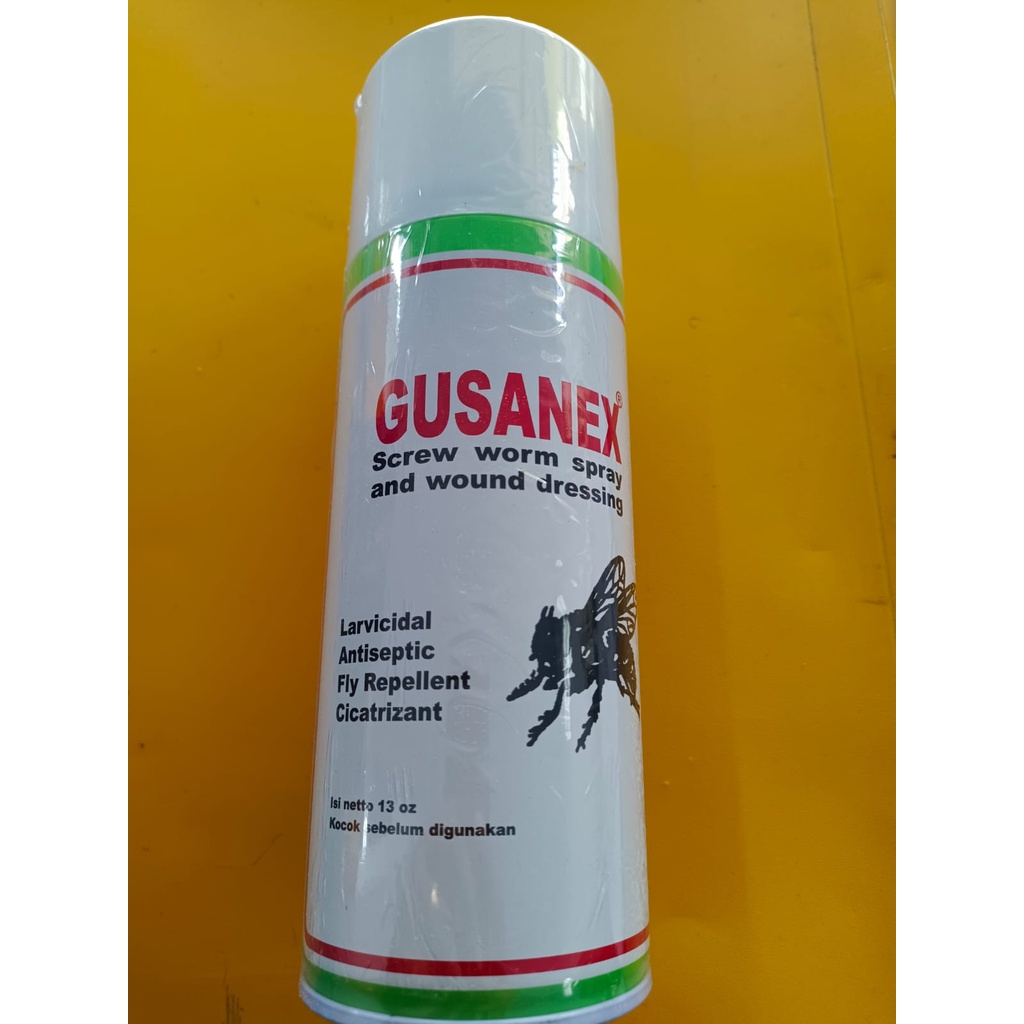 GUSANEX®
Screw worm spray
and wound dressing
Larvicidal
Antiseptic
Fly Repellent
Cicatrizant
Isi netto 13 oz
Kocok sebelum digunakan